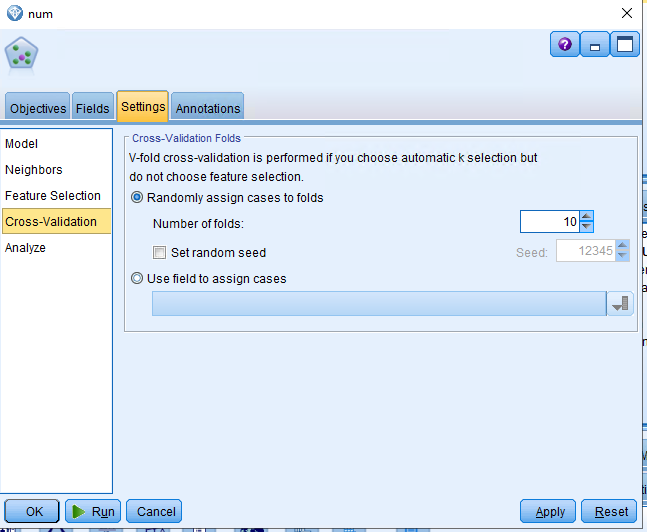 num
Objectives Fields Settings Annotations
Model
Neighbors
Feature Selection
Cross-Validation
Analyze
Cross-Validation Folds
V-fold cross-validation is performed if you choose automatic k selection but
do not choose feature selection.
Randomly assign cases to folds
Number of folds: 10
Set random seed Seed: 12345
Use field to assign cases
OK Run Cancel Apply Reset